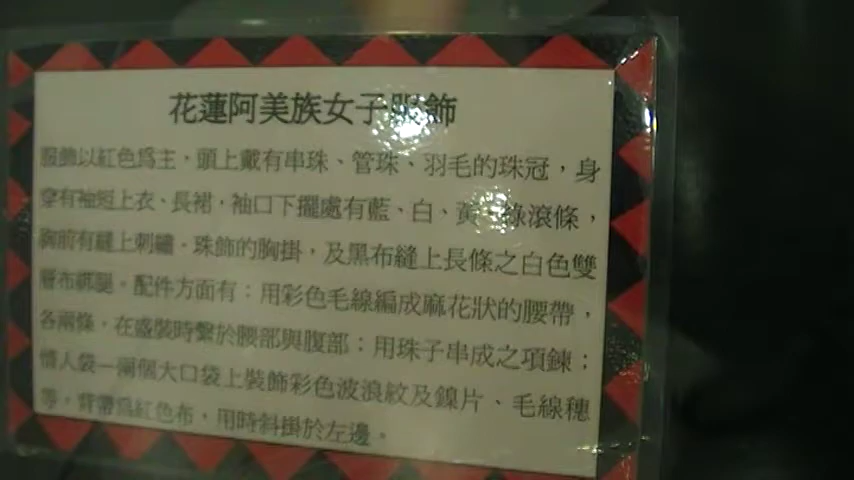 花蓮阿美族女子服飾
服飾以紅色為主，頭上戴有串珠、管珠、羽毛的珠冠，身
穿有袖短上衣、長裙，袖口下擺處有藍、白、黃、綠滾條，
胸前有縫上刺繡、珠飾的胸掛，及黑布縫上長條之白色雙
層布綁腿。配件方面有：用彩色毛線編成麻花狀的腰帶，
各兩條，在盛裝時繫於腰部與腹部；用珠子串成之項鍊；
情人袋－兩個大口袋上裝飾彩色波浪紋及鎳片、毛線穗
等，背帶為紅色布，用時斜掛於左邊。